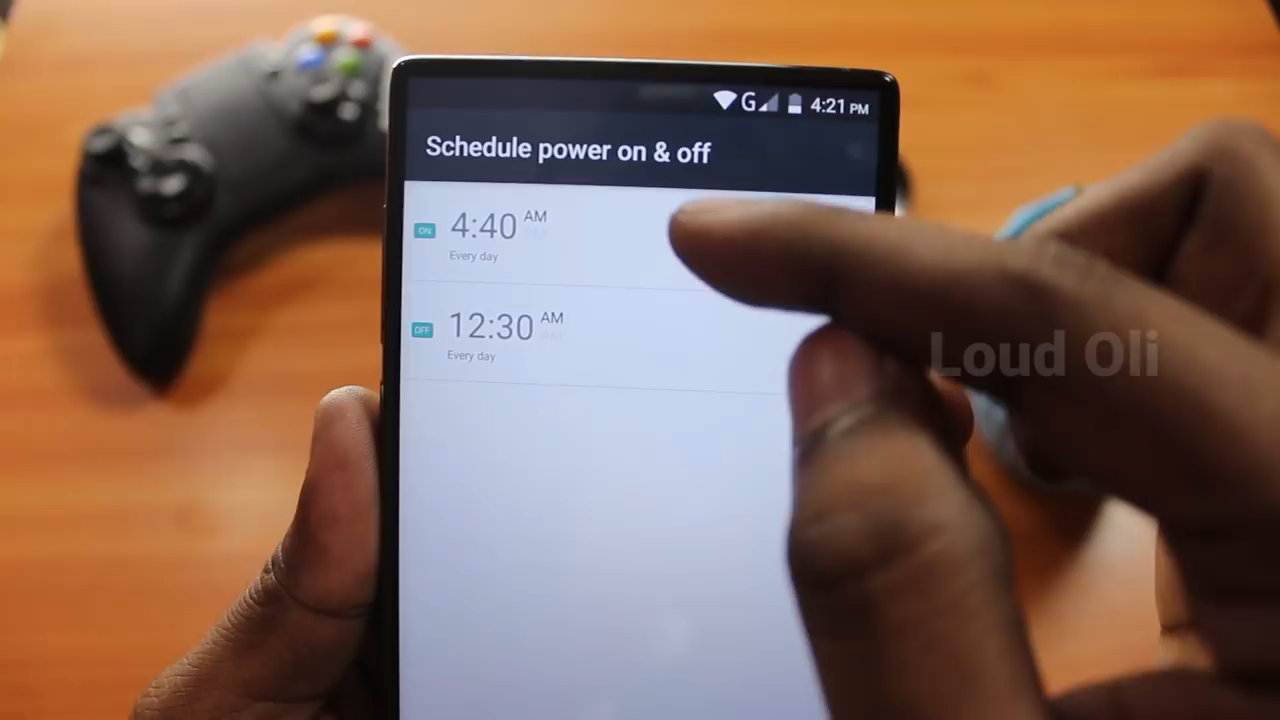 G 4:21 PM
Schedule power on & off
ON 4:40 AM
Every day
OFF 12:30 AM
Every day
Loud Oli